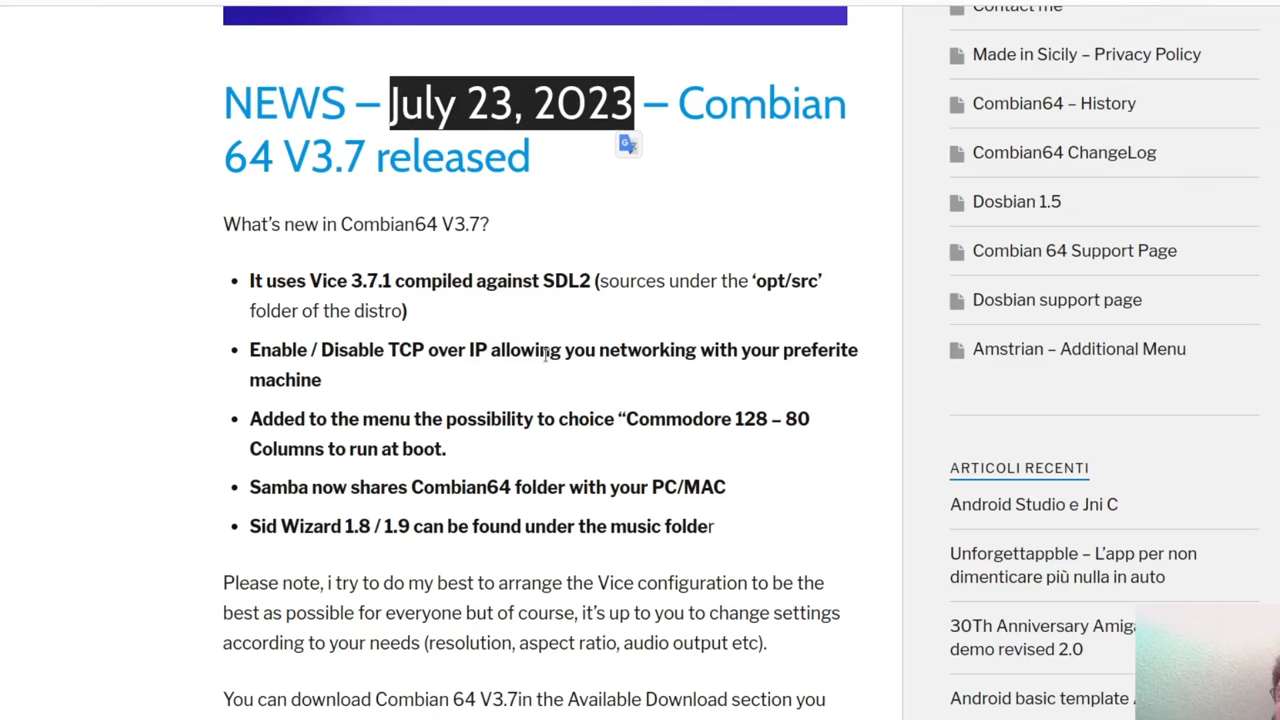 NEWS – July 23, 2023 – Combian
64 V3.7 released
What's new in Combian64 V3.7?
• It uses Vice 3.7.1 compiled against SDL2 (sources under the ‘opt/src’
folder of the distro)
• Enable / Disable TCP over IP allowing you networking with your preferite
machine
• Added to the menu the possibility to choice “Commodore 128 – 80
Columns to run at boot.
• Samba now shares Combian64 folder with your PC/MAC
• Sid Wizard 1.8 / 1.9 can be found under the music folder
Please note, i try to do my best to arrange the Vice configuration to be the
best as possible for everyone but of course, it's up to you to change settings
according to your needs (resolution, aspect ratio, audio output etc).
You can download Combian 64 V3.7in the Available Download section you
Contact me
Made in Sicily – Privacy Policy
Combian64 – History
Combian64 ChangeLog
Dosbian 1.5
Combian 64 Support Page
Dosbian support page
Amstrian – Additional Menu
ARTICOLI RECENTI
Android Studio e Jni C
Unforgettapple – L'app per non
dimenticare più nulla in auto
30Th Anniversary Amiga
demo revised 2.0
Android basic template